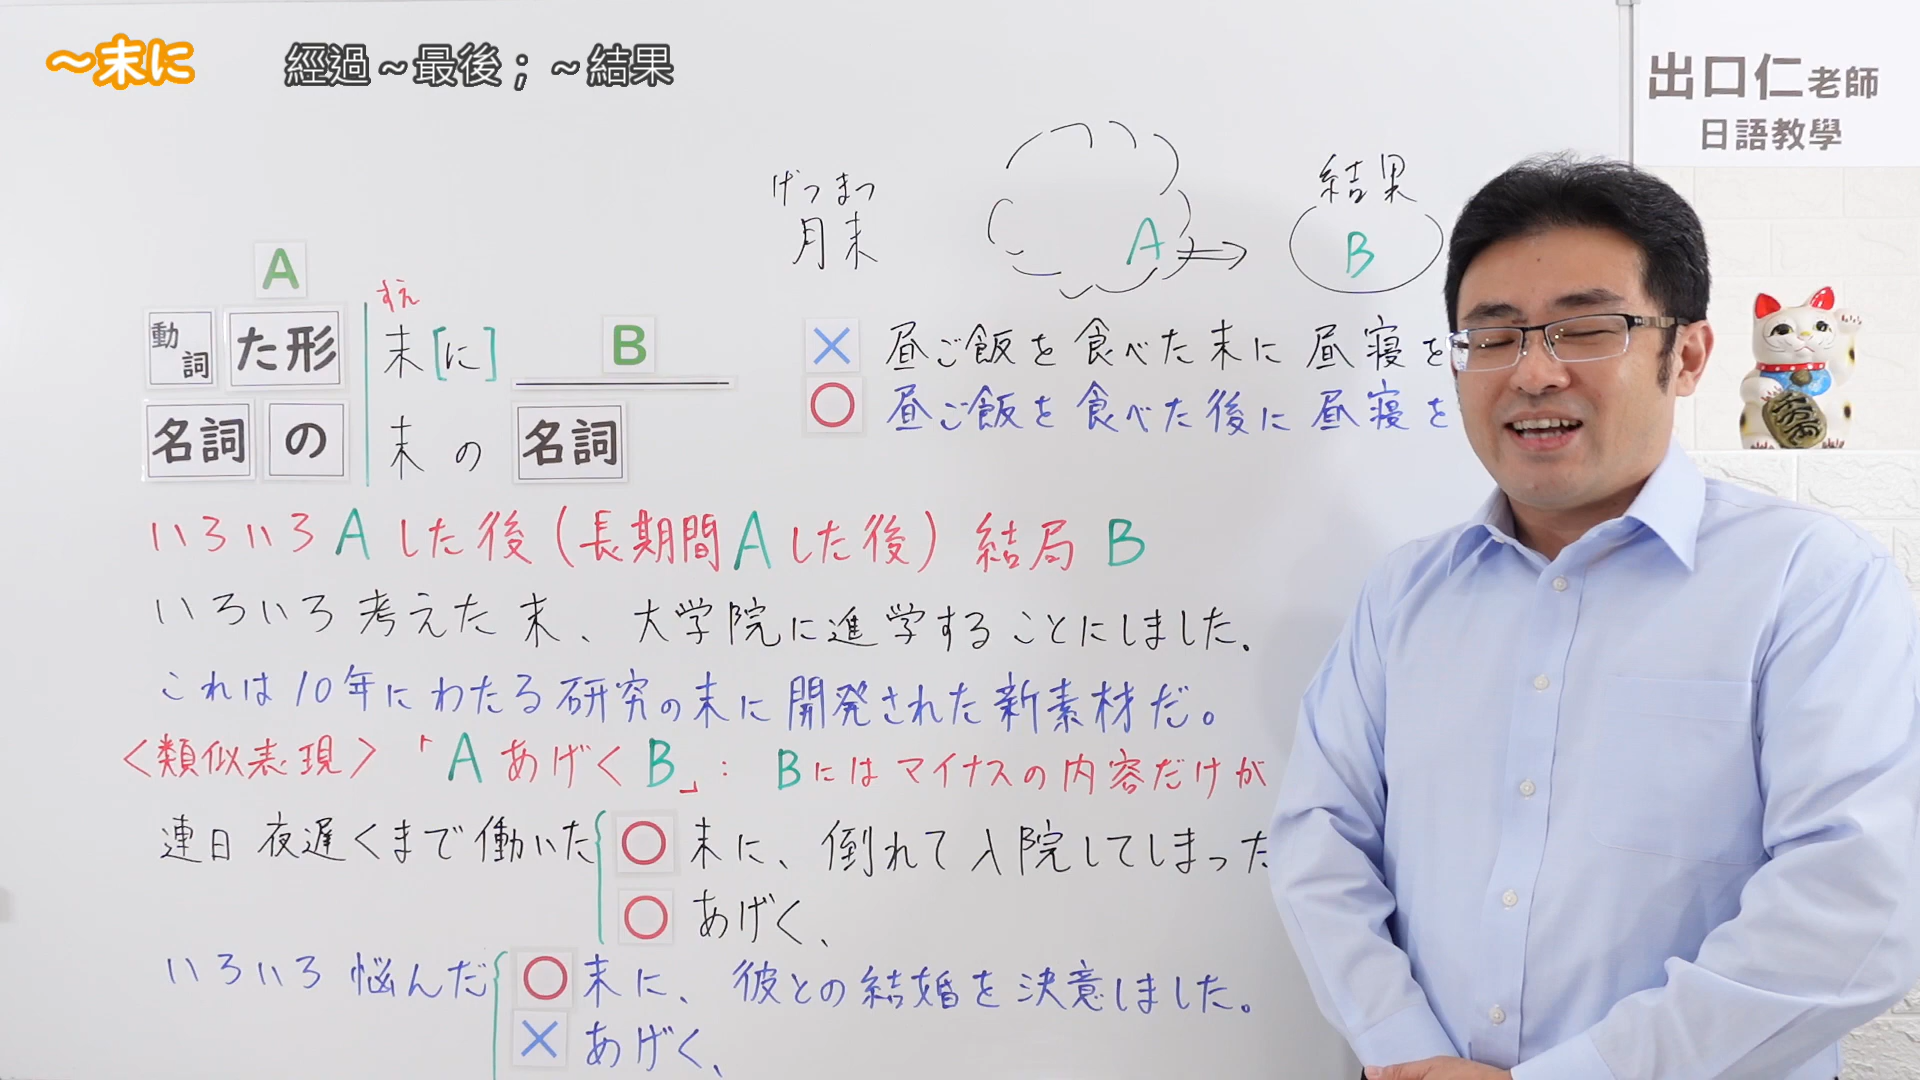 ～末に 經過～最後；～結果
出口仁老師
日語教學
げつまつ
月末
A
結果
B
A
すえ
動詞 た形 末[に] B
名詞 の 末の 名詞
× 昼ご飯を食べた末に昼寝を
○ 昼ご飯を食べた後に昼寝を
いろいろAした後(長期間Aした後)結局B
いろいろ考えた末、大学院に進学することにしました.
これは10年にわたる研究の末に開発された新素材だ。
<類似表現>「AあげくB」: Bにはマイナスの内容だけが
連日夜遅くまで働いた ○ 末に、倒れて入院してしまった
○ あげく、
いろいろ悩んだ ○ 末に、彼との結婚を決意しました。
× あげく、